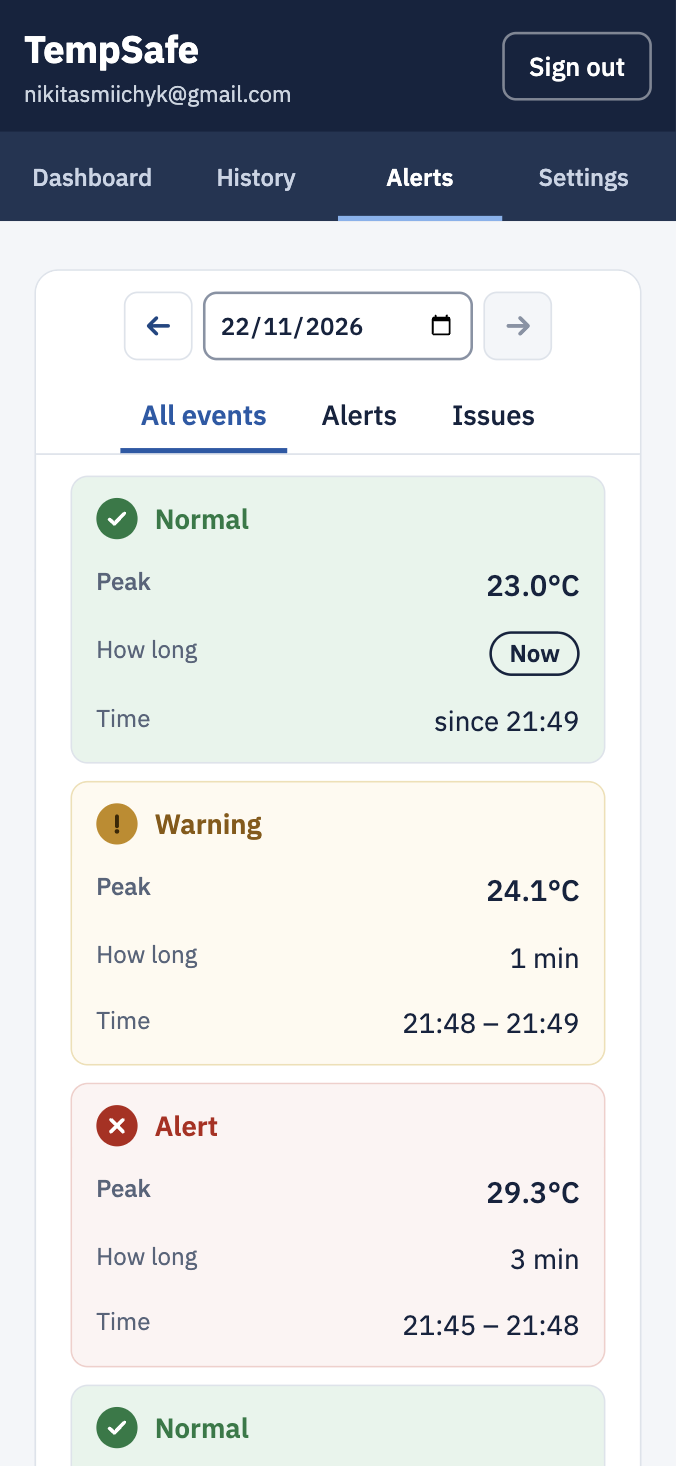 TempSafe
nikitasmiichyk@gmail.com
Sign out
Dashboard History Alerts Settings
22/11/2026
All events Alerts Issues
Normal
Peak 23.0°C
How long Now
Time since 21:49
Warning
Peak 24.1°C
How long 1 min
Time 21:48 – 21:49
Alert
Peak 29.3°C
How long 3 min
Time 21:45 – 21:48
Normal